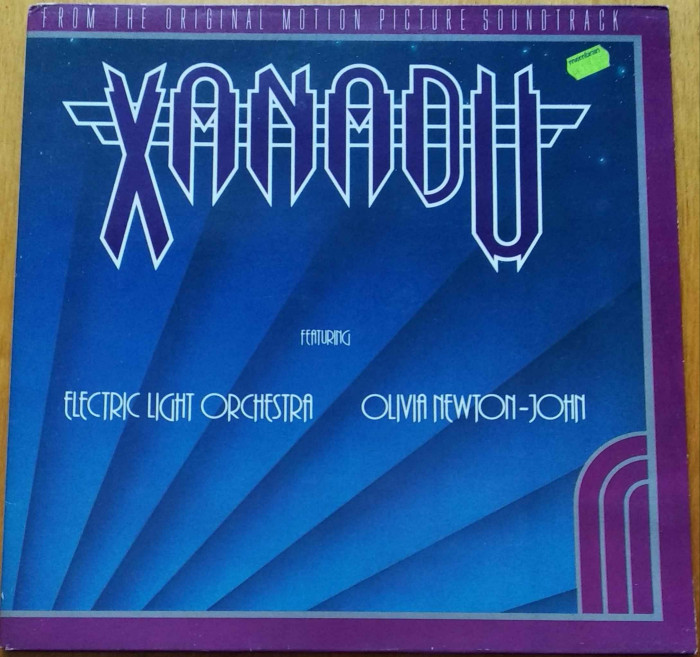 FROM THE ORIGINAL MOTION PICTURE SOUNDTRACK
XANADU
FEATURING
ELECTRIC LIGHT ORCHESTRA OLIVIA NEWTON-JOHN